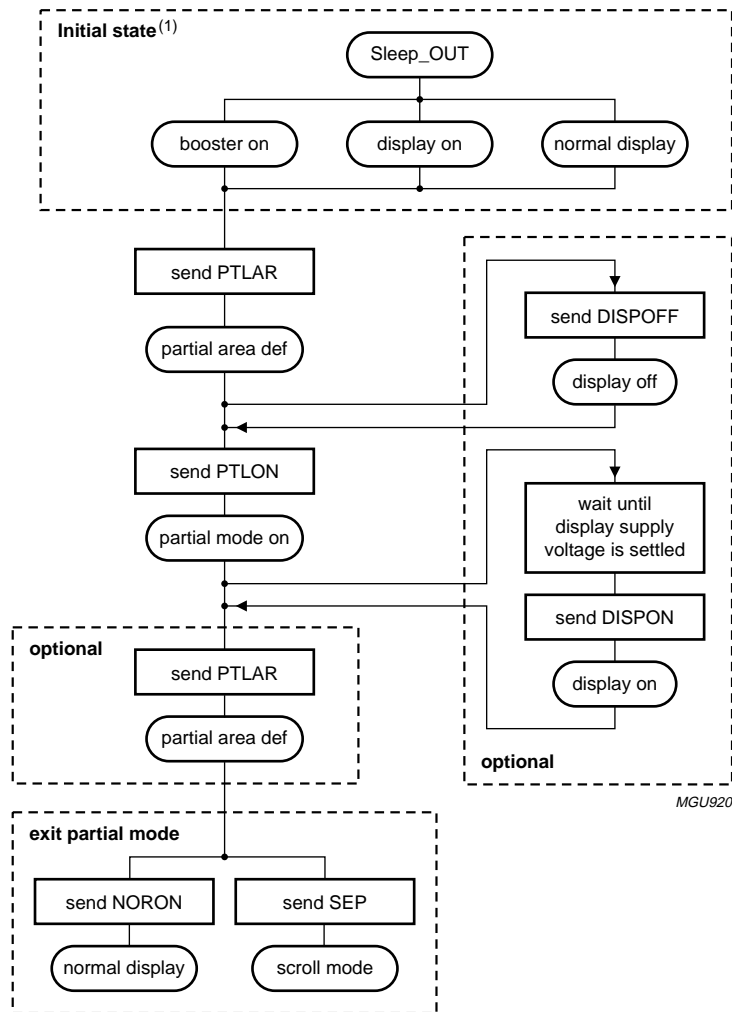 Initial state(1)
Sleep_OUT
booster on
display on
normal display
send PTLAR
partial area def
send DISPOFF
display off
send PTLON
partial mode on
wait until
display supply
voltage is settled
send DISPON
display on
optional
optional
send PTLAR
partial area def
MGU920
exit partial mode
send NORON
send SEP
normal display
scroll mode